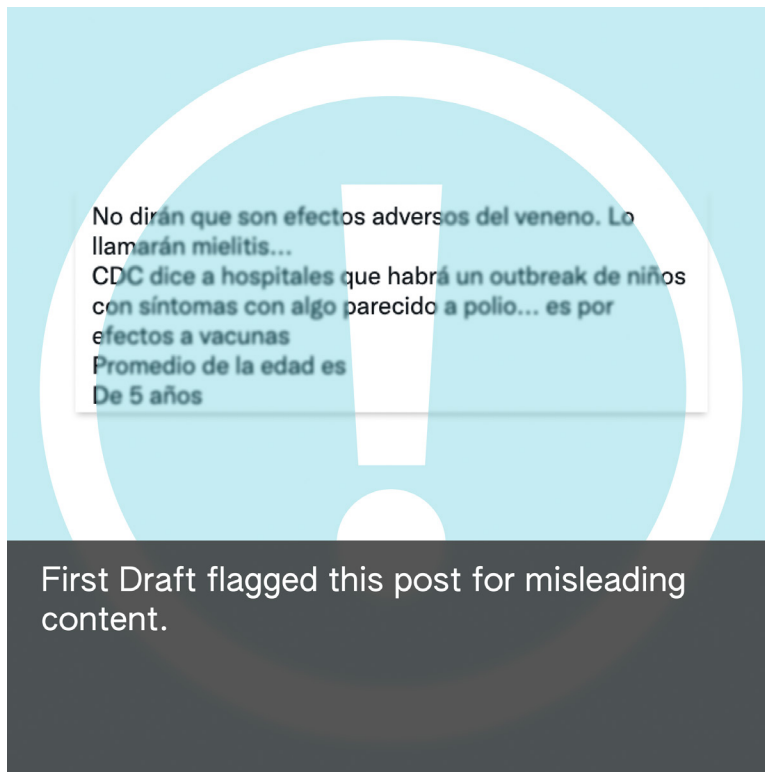 No dirán que son efectos adversos del veneno. Lo
llamarán mielitis...
CDC dice a hospitales que habrá un outbreak de niños
con síntomas con algo parecido a polio... es por
efectos a vacunas
Promedio de la edad es
De 5 años
First Draft flagged this post for misleading
content.